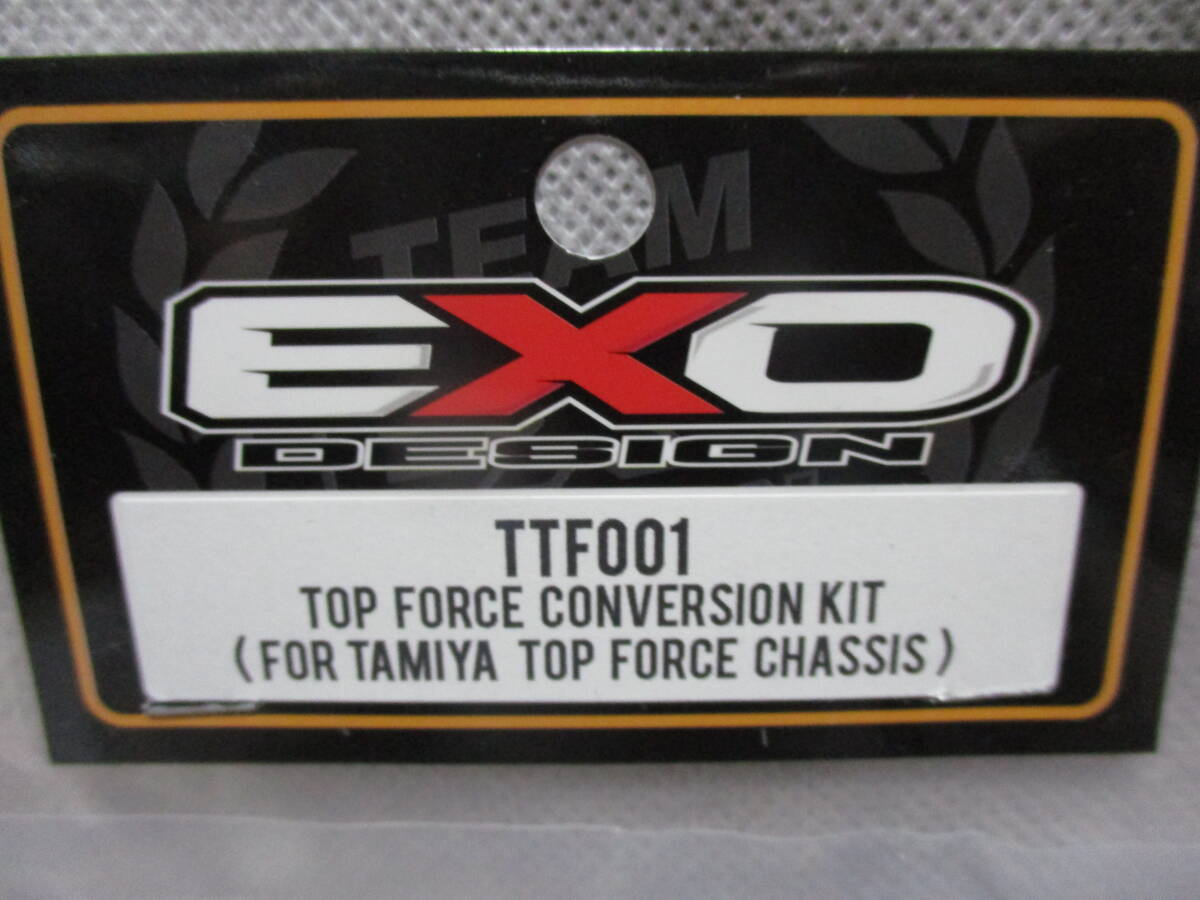 TEAM
EXO
DESIGN
TTF001
TOP FORCE CONVERSION KIT
(FOR TAMIYA TOP FORCE CHASSIS)